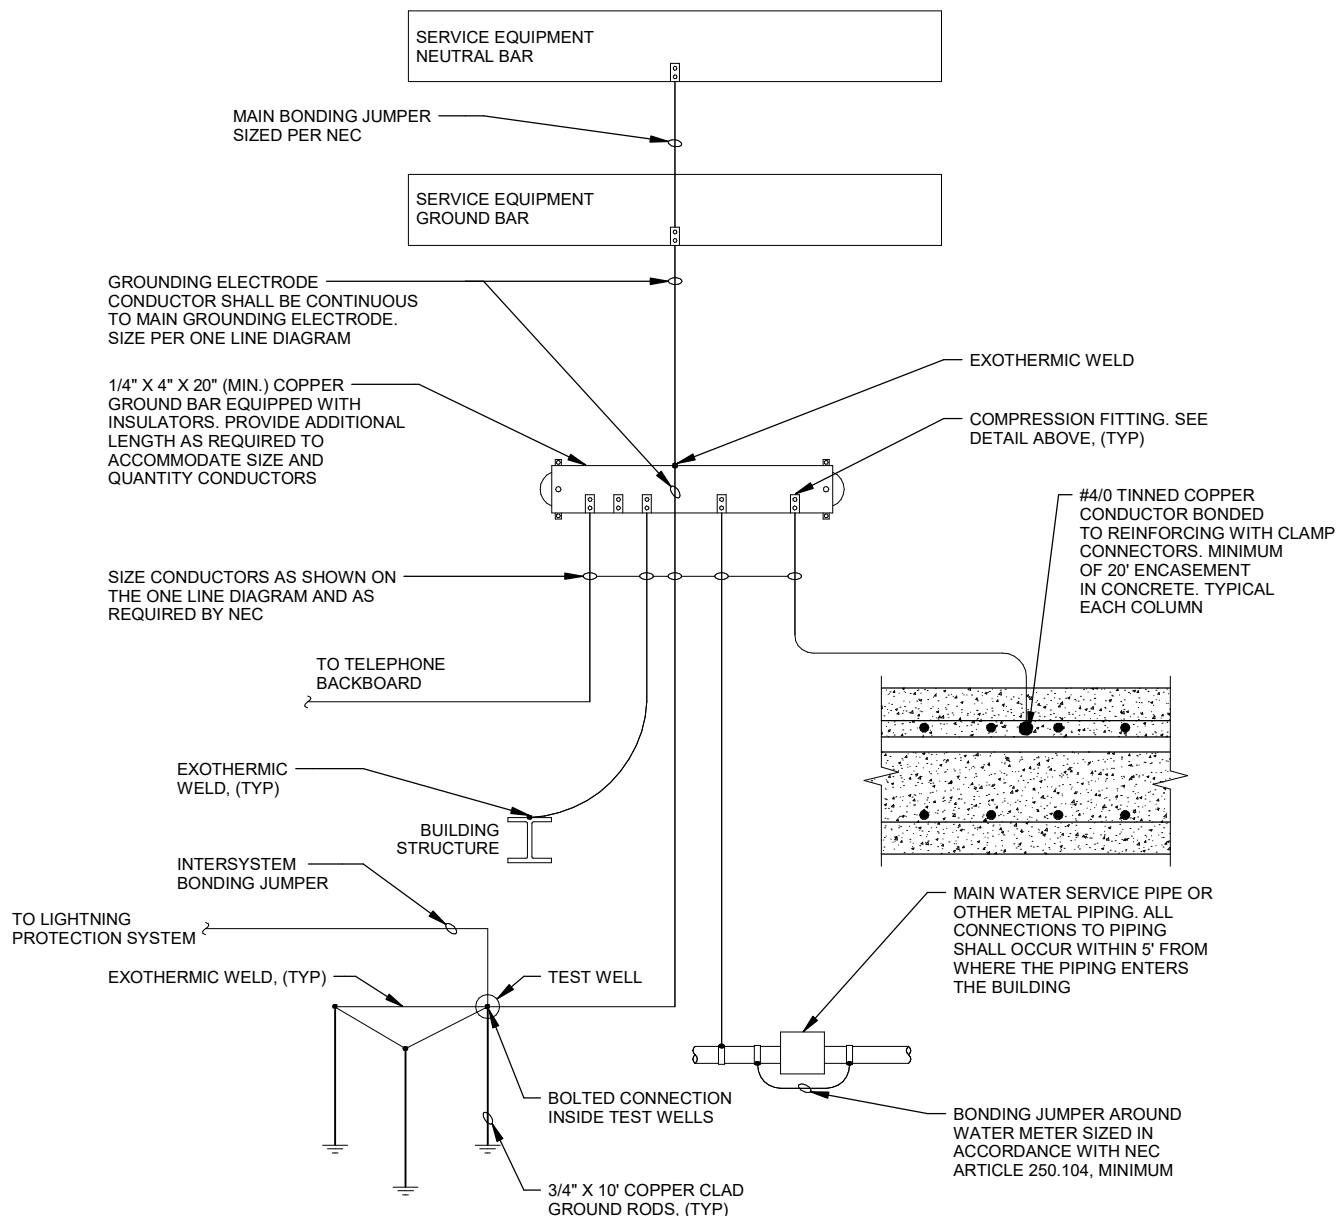 SERVICE EQUIPMENT
NEUTRAL BAR
MAIN BONDING JUMPER
SIZED PER NEC
SERVICE EQUIPMENT
GROUND BAR
GROUNDING ELECTRODE
CONDUCTOR SHALL BE CONTINUOUS
TO MAIN GROUNDING ELECTRODE.
SIZE PER ONE LINE DIAGRAM
EXOTHERMIC WELD
1/4" X 4" X 20" (MIN.) COPPER
GROUND BAR EQUIPPED WITH
INSULATORS. PROVIDE ADDITIONAL
LENGTH AS REQUIRED TO
ACCOMMODATE SIZE AND
QUANTITY CONDUCTORS
COMPRESSION FITTING. SEE
DETAIL ABOVE, (TYP)
#4/0 TINNED COPPER
CONDUCTOR BONDED
TO REINFORCING WITH CLAMP
CONNECTORS. MINIMUM
OF 20' ENCASEMENT
IN CONCRETE. TYPICAL
EACH COLUMN
SIZE CONDUCTORS AS SHOWN ON
THE ONE LINE DIAGRAM AND AS
REQUIRED BY NEC
TO TELEPHONE
BACKBOARD
EXOTHERMIC
WELD, (TYP)
BUILDING
STRUCTURE
INTERSYSTEM
BONDING JUMPER
TO LIGHTNING
PROTECTION SYSTEM
EXOTHERMIC WELD, (TYP)
TEST WELL
MAIN WATER SERVICE PIPE OR
OTHER METAL PIPING. ALL
CONNECTIONS TO PIPING
SHALL OCCUR WITHIN 5' FROM
WHERE THE PIPING ENTERS
THE BUILDING
BOLTED CONNECTION
INSIDE TEST WELLS
BONDING JUMPER AROUND
WATER METER SIZED IN
ACCORDANCE WITH NEC
ARTICLE 250.104, MINIMUM
3/4" X 10' COPPER CLAD
GROUND RODS, (TYP)